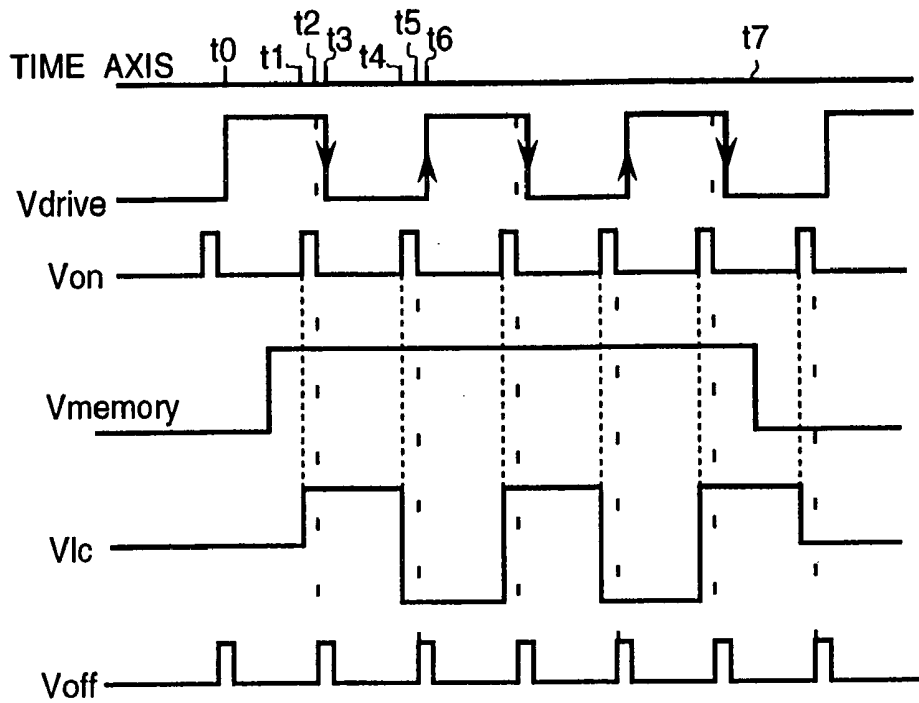 t0 t1 t2 t3 t4 t5 t6 t7
TIME AXIS
Vdrive
Von
Vmemory
Vlc
Voff